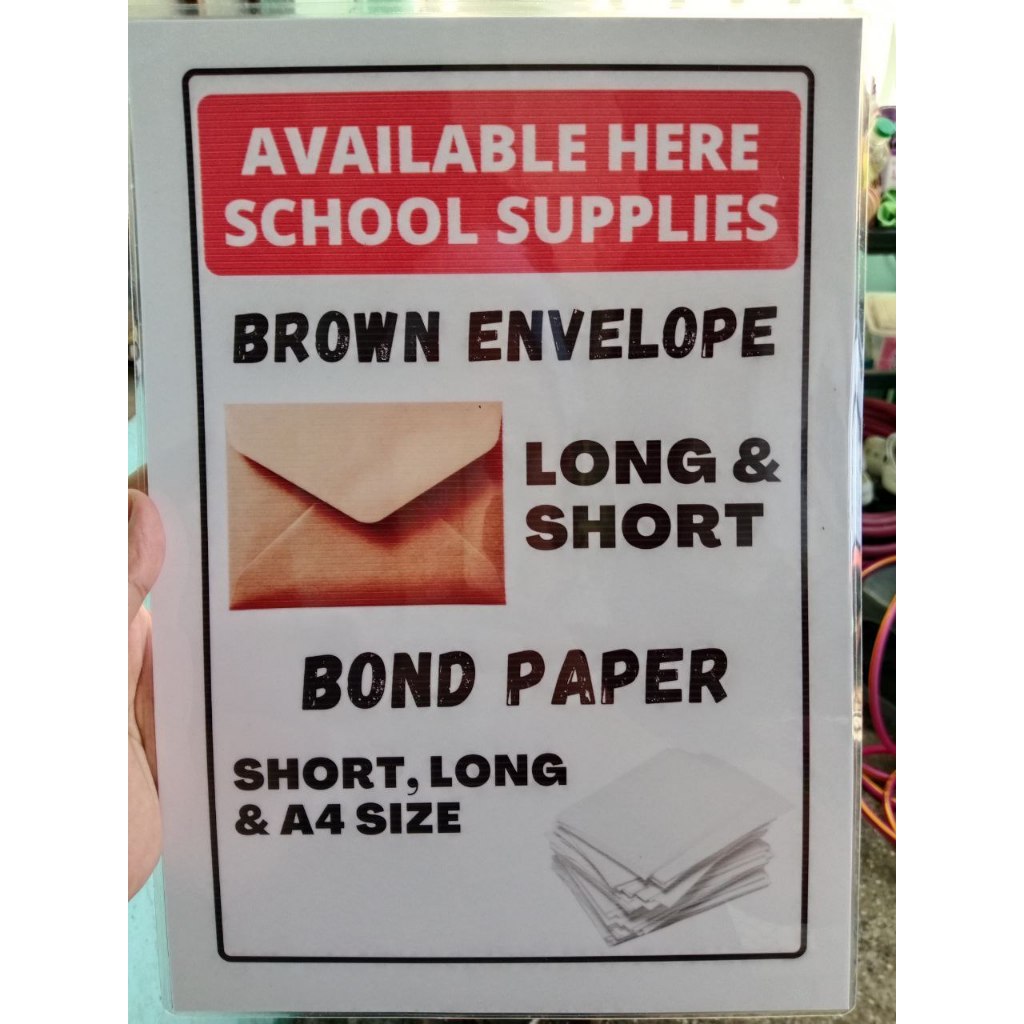 AVAILABLE HERE
SCHOOL SUPPLIES
BROWN ENVELOPE
LONG &
SHORT
BOND PAPER
SHORT, LONG
& A4 SIZE